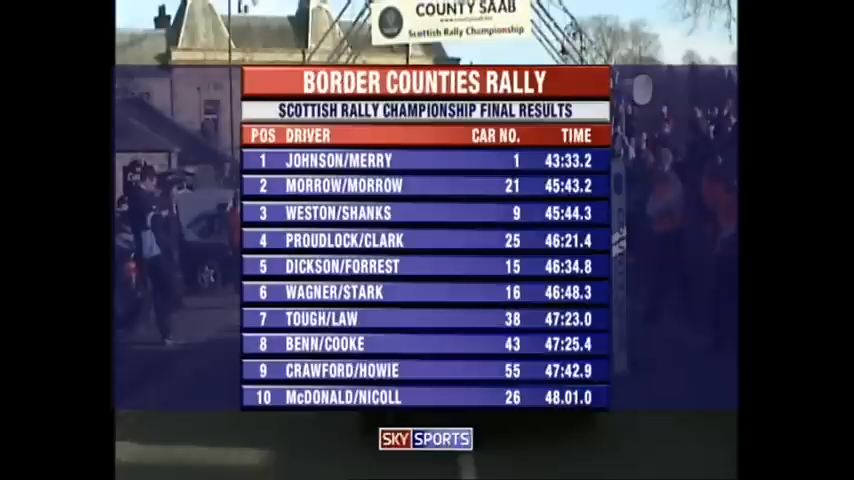 COUNTY SAAB
Scottish Rally Championship
BORDER COUNTIES RALLY
SCOTTISH RALLY CHAMPIONSHIP FINAL RESULTS
POS DRIVER CAR NO. TIME
1 JOHNSON/MERRY 1 43:33.2
2 MORROW/MORROW 21 45:43.2
3 WESTON/SHANKS 9 45:44.3
4 PROUDLOCK/CLARK 25 46:21.4
5 DICKSON/FORREST 15 46:34.8
6 WAGNER/STARK 16 46:48.3
7 TOUGH/LAW 38 47:23.0
8 BENN/COOKE 43 47:25.4
9 CRAWFORD/HOWIE 55 47:42.9
10 McDONALD/NICOLL 26 48.01.0
SKY SPORTS